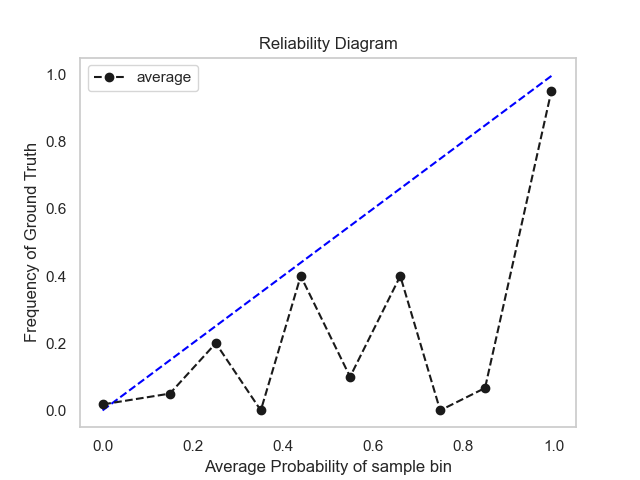 Reliability Diagram
average
1.0
0.8
0.6
0.4
0.2
0.0
Frequency of Ground Truth
0.0 0.2 0.4 0.6 0.8 1.0
Average Probability of sample bin